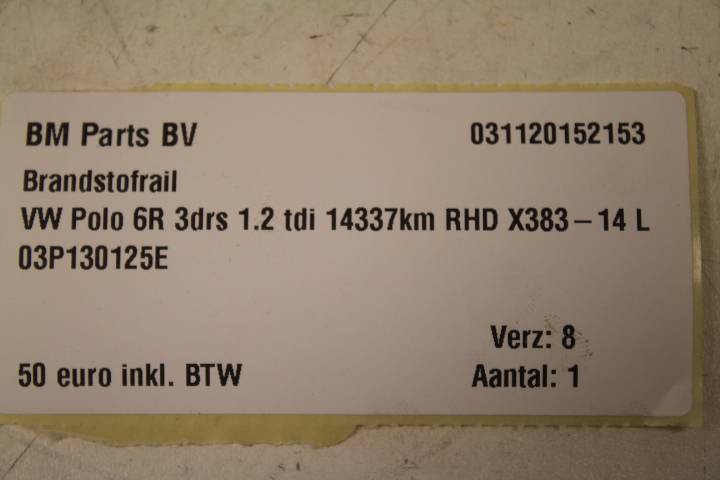 BM Parts BV 031120152153
Brandstofrail
VW Polo 6R 3drs 1.2 tdi 14337km RHD X383-14 L
03P130125E
Verz: 8
50 euro inkl. BTW Aantal: 1